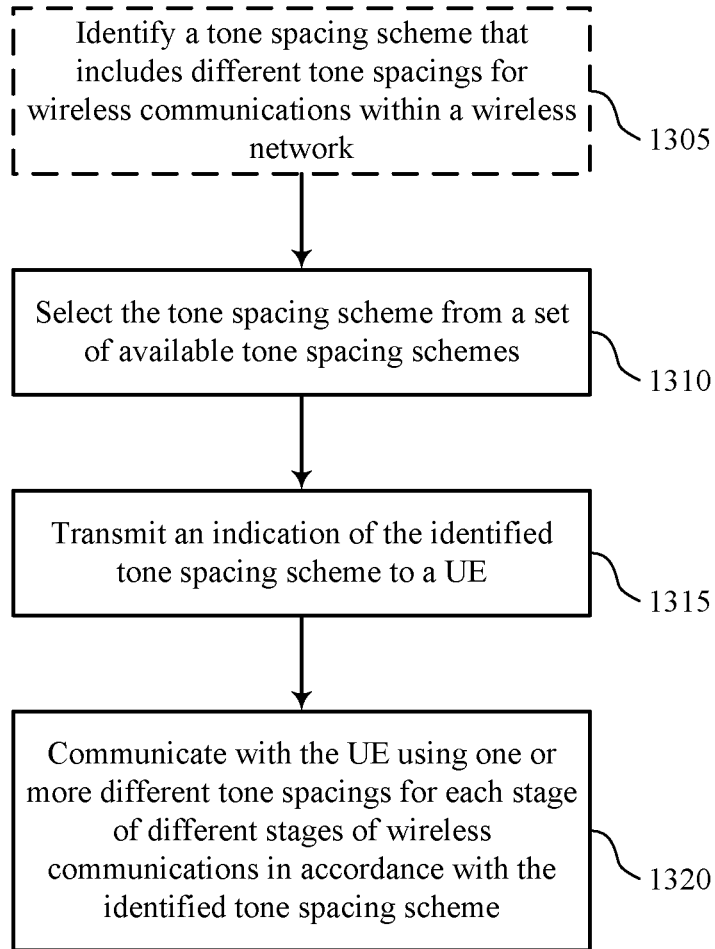 Identify a tone spacing scheme that
includes different tone spacings for
wireless communications within a wireless
network
1305
Select the tone spacing scheme from a set
of available tone spacing schemes
1310
Transmit an indication of the identified
tone spacing scheme to a UE
1315
Communicate with the UE using one or
more different tone spacings for each stage
of different stages of wireless
communications in accordance with the
identified tone spacing scheme
1320